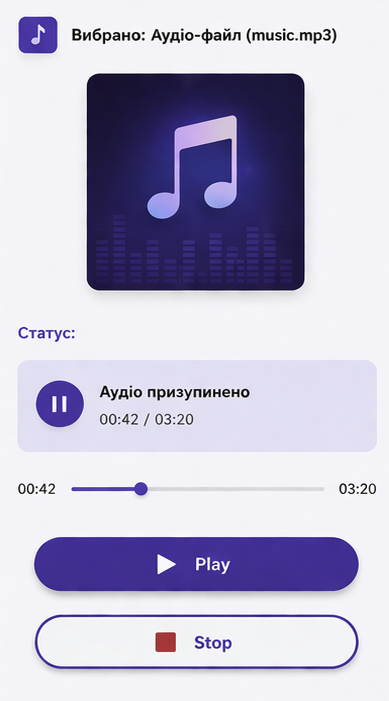 Вибрано: Аудіо-файл (music.mp3)
Статус:
Аудіо призупинено
00:42 / 03:20
00:42 03:20
Play
Stop